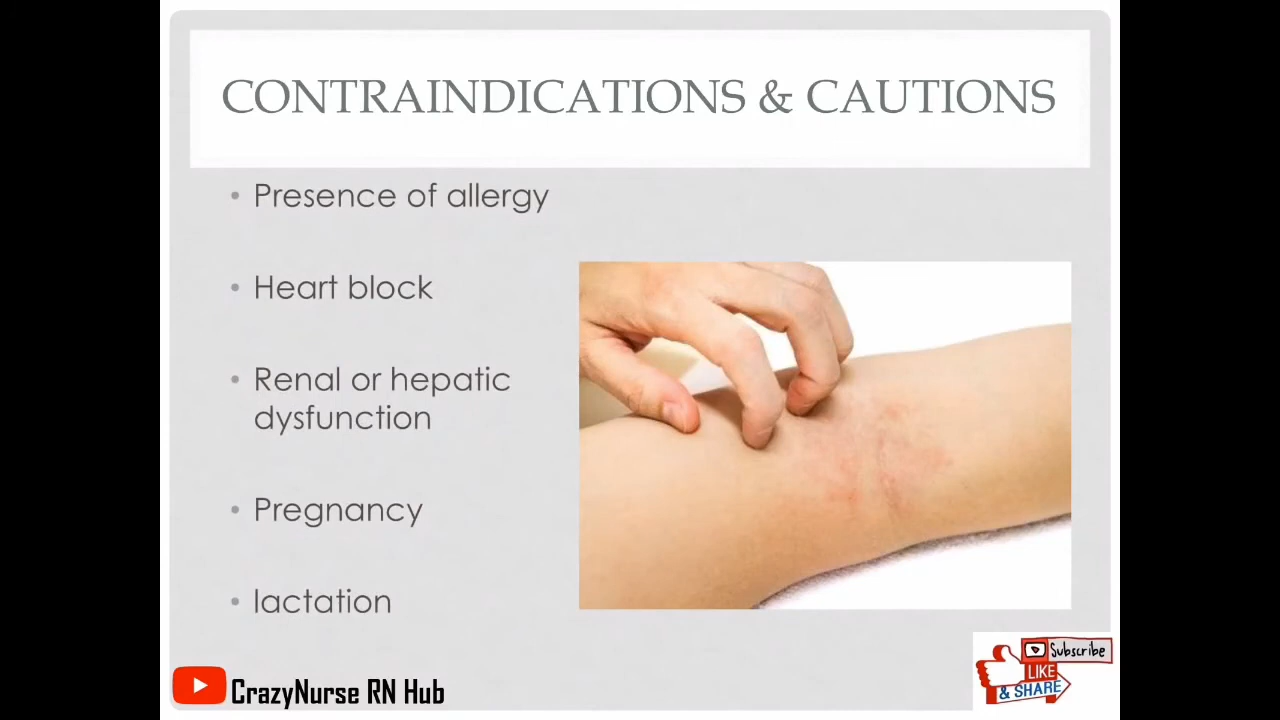 CONTRAINDICATIONS & CAUTIONS
• Presence of allergy
• Heart block
• Renal or hepatic
dysfunction
• Pregnancy
• lactation
CrazyNurse RN Hub
Subscribe
LIKE
& SHARE